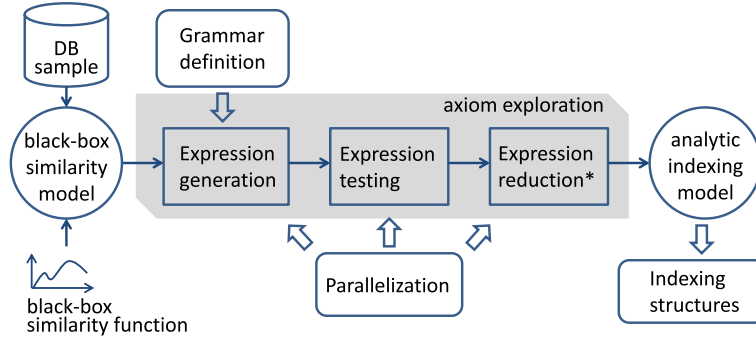 DB
sample
Grammar
definition
axiom exploration
black-box
similarity
model
Expression
generation
Expression
testing
Expression
reduction*
analytic
indexing
model
Parallelization
Indexing
structures
black-box
similarity function